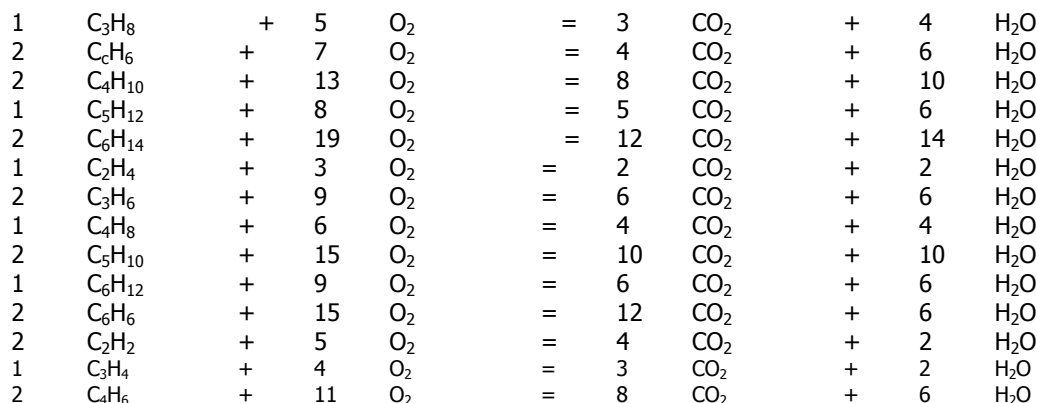 1 C₃H₈ + 5 O₂ = 3 CO₂ + 4 H₂O
2 C꜀H₆ + 7 O₂ = 4 CO₂ + 6 H₂O
2 C₄H₁₀ + 13 O₂ = 8 CO₂ + 10 H₂O
1 C₅H₁₂ + 8 O₂ = 5 CO₂ + 6 H₂O
2 C₆H₁₄ + 19 O₂ = 12 CO₂ + 14 H₂O
1 C₂H₄ + 3 O₂ = 2 CO₂ + 2 H₂O
2 C₃H₆ + 9 O₂ = 6 CO₂ + 6 H₂O
1 C₄H₈ + 6 O₂ = 4 CO₂ + 4 H₂O
2 C₅H₁₀ + 15 O₂ = 10 CO₂ + 10 H₂O
1 C₆H₁₂ + 9 O₂ = 6 CO₂ + 6 H₂O
2 C₆H₆ + 15 O₂ = 12 CO₂ + 6 H₂O
2 C₂H₂ + 5 O₂ = 4 CO₂ + 2 H₂O
1 C₃H₄ + 4 O₂ = 3 CO₂ + 2 H₂O
2 C₄H₆ + 11 O₂ = 8 CO₂ + 6 H₂O